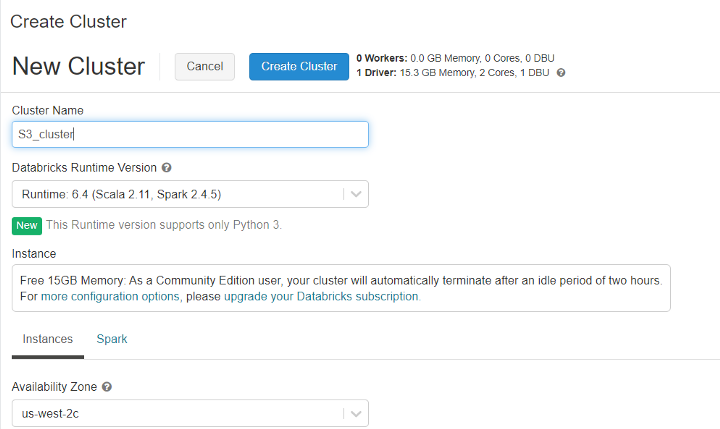 Create Cluster
New Cluster
Cancel
Create Cluster
0 Workers: 0.0 GB Memory, 0 Cores, 0 DBU
1 Driver: 15.3 GB Memory, 2 Cores, 1 DBU ?
Cluster Name
S3_cluster
Databricks Runtime Version ?
Runtime: 6.4 (Scala 2.11, Spark 2.4.5)
New This Runtime version supports only Python 3.
Instance
Free 15GB Memory: As a Community Edition user, your cluster will automatically terminate after an idle period of two hours.
For more configuration options, please upgrade your Databricks subscription.
Instances Spark
Availability Zone ?
us-west-2c